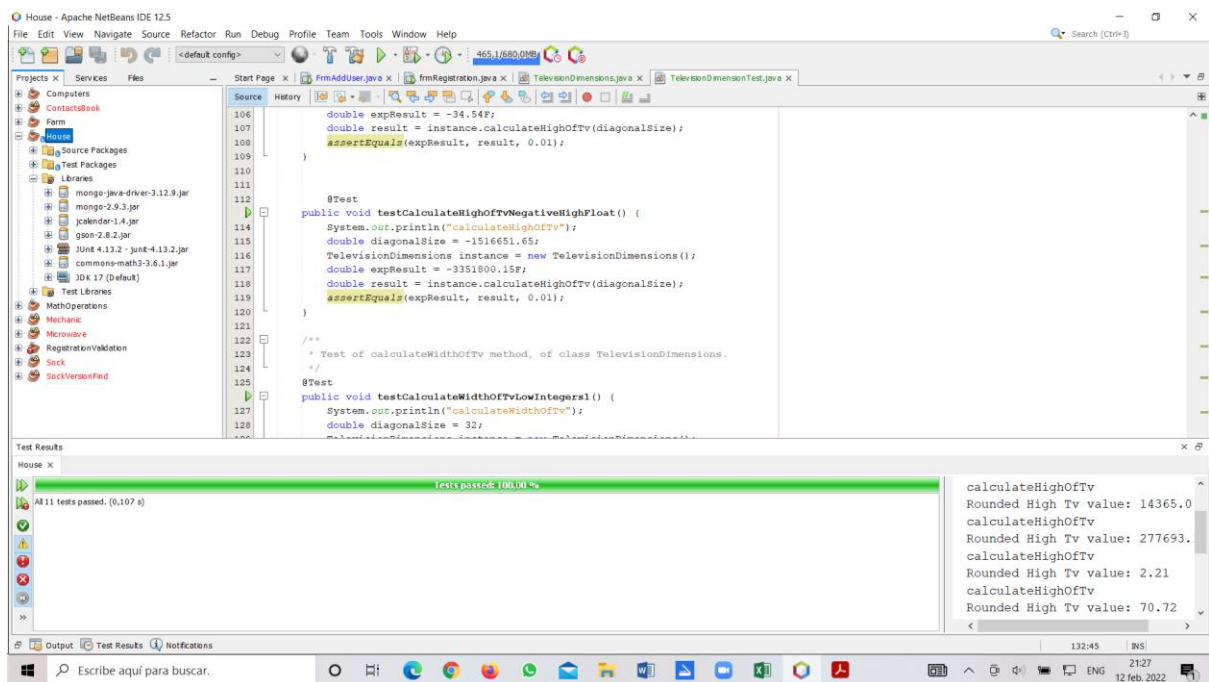 House - Apache NetBeans IDE 12.5
File Edit View Navigate Source Refactor Run Debug Profile Team Tools Window Help
Search (Ctrl+I)
<default config>
465,1/680,0MB
Projects Services Files
Start Page FrmAddUser.java frmRegistration.java TelevisionDimensions.java TelevisionDimensionTest.java
Source History
Computers
ContactsBook
Farm
House
Source Packages
Test Packages
Libraries
mongo-java-driver-3.12.9.jar
mongo-2.9.3.jar
jcalendar-1.4.jar
gson-2.8.2.jar
JUnit 4.13.2 - junit-4.13.2.jar
commons-math3-3.6.1.jar
JDK 17 (Default)
Test Libraries
MathOperations
Mechanic
Microwave
RegistrationValidation
Sock
SockVersionFind
106 double expResult = -34.54F;
107 double result = instance.calculateHighOfTv(diagonalSize);
108 assertEquals(expResult, result, 0.01);
109 }
110
111
112 @Test
public void testCalculateHighOfTvNegativeHighFloat() {
114 System.out.println("calculateHighOfTv");
115 double diagonalSize = -1516651.65;
116 TelevisionDimensions instance = new TelevisionDimensions();
117 double expResult = -3351800.15F;
118 double result = instance.calculateHighOfTv(diagonalSize);
119 assertEquals(expResult, result, 0.01);
120 }
121
122 /**
123 * Test of calculateWidthOfTv method, of class TelevisionDimensions.
124 */
125 @Test
public void testCalculateWidthOfTvLowIntegers1() {
127 System.out.println("calculateWidthOfTv");
128 double diagonalSize = 32;
Test Results
House
Tests passed: 100,00 %
All 11 tests passed. (0,107 s)
calculateHighOfTv
Rounded High Tv value: 14365.0
calculateHighOfTv
Rounded High Tv value: 277693.
calculateHighOfTv
Rounded High Tv value: 2.21
calculateHighOfTv
Rounded High Tv value: 70.72
Output Test Results Notifications
132:45 INS
Escribe aquí para buscar.
ENG
21:27
12 feb. 2022